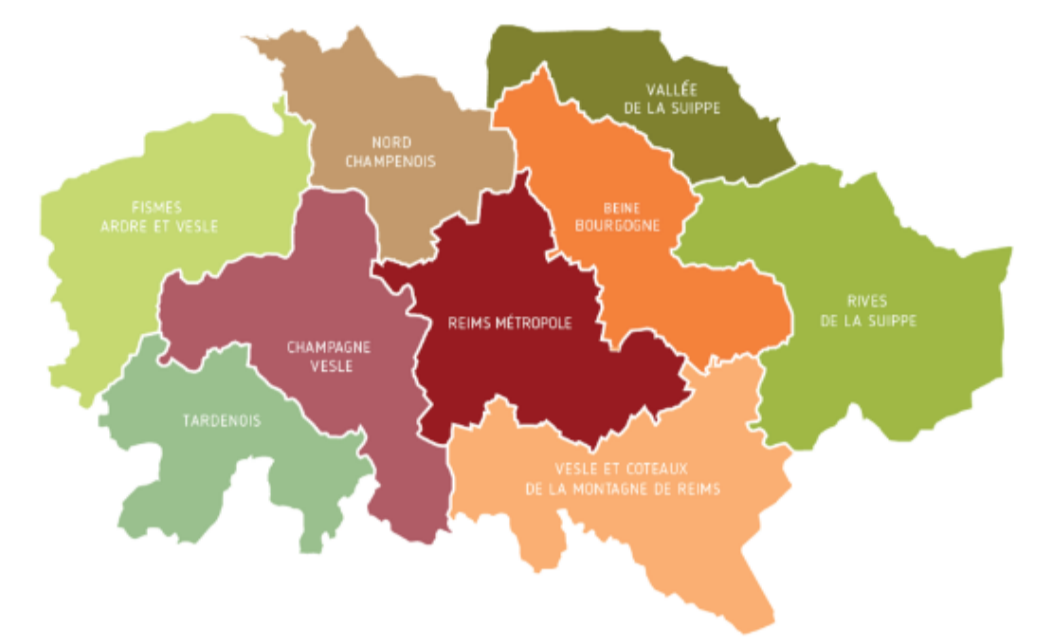 VALLÉE
DE LA SUIPPE
NORD
CHAMPENOIS
FISMES
ARDRE ET VESLE
BEINE
BOURGOGNE
RIVES
DE LA SUIPPE
REIMS MÉTROPOLE
CHAMPAGNE
VESLE
TARDENOIS
VESLE ET COTEAUX
DE LA MONTAGNE DE REIMS